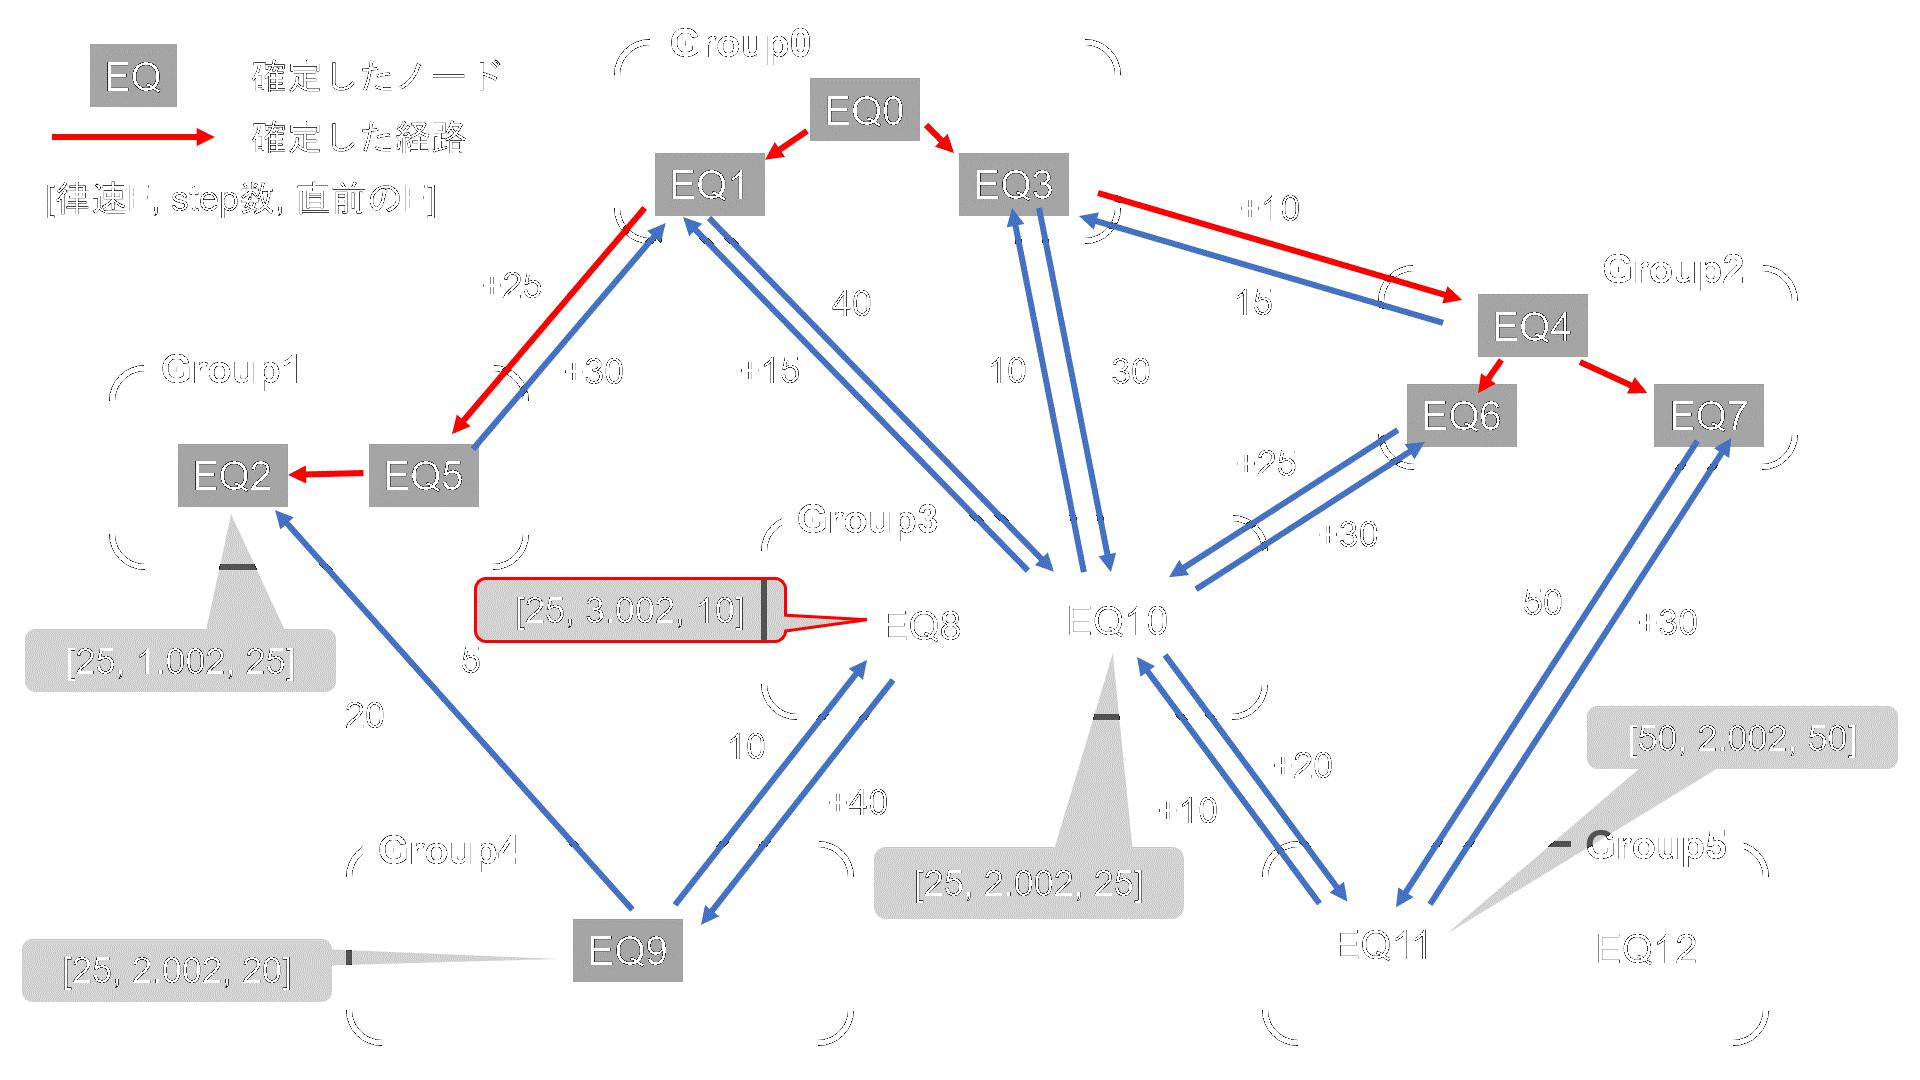 EQ 確定したノード
確定した経路
[律速E, step数, 直前のE]
Group0
EQ0
EQ1
EQ3
+10
15
Group2
EQ4
EQ6
EQ7
+25
+30
40
+15
10
30
Group1
EQ2
EQ5
+25
+30
50
+30
Group3
[25, 3.002, 10]
EQ8
EQ10
[25, 1.002, 25]
5
20
10
+40
+20
+10
[50, 2.002, 50]
Group4
[25, 2.002, 25]
Group5
[25, 2.002, 20]
EQ9
EQ11
EQ12